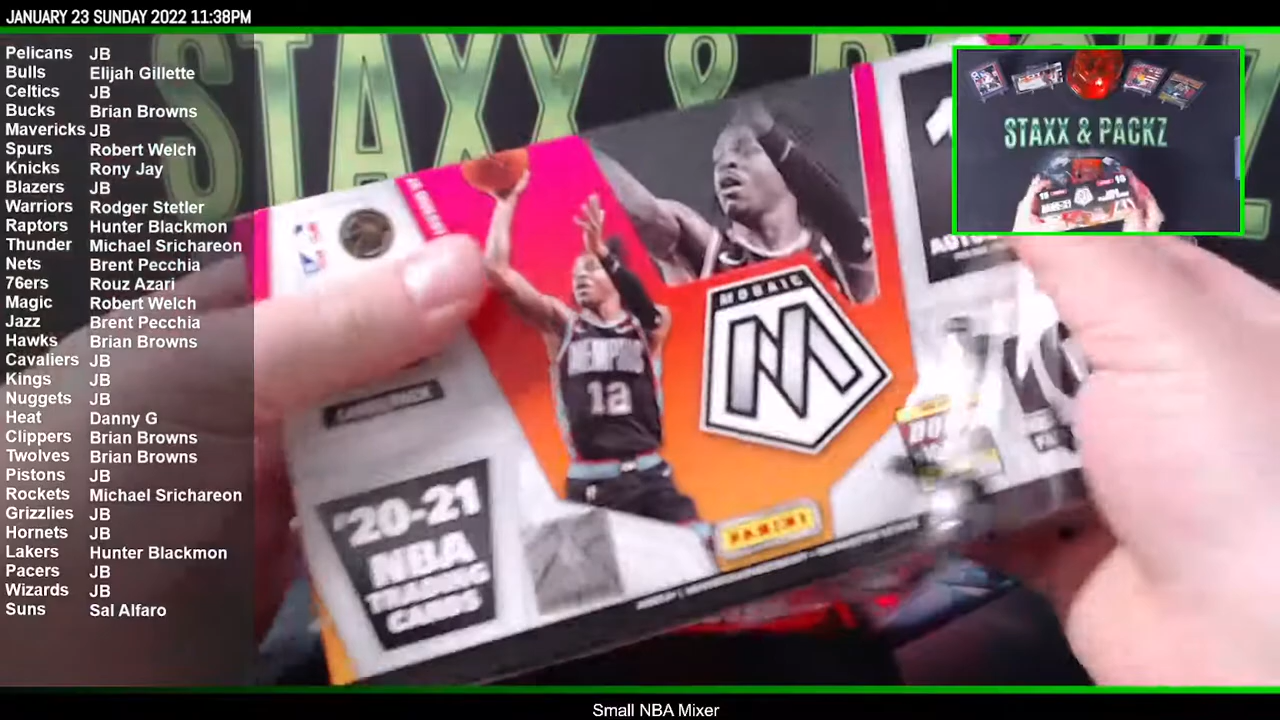 JANUARY 23 SUNDAY 2022 11:38PM
Pelicans JB
Bulls Elijah Gillette
Celtics JB
Bucks Brian Browns
Mavericks JB
Spurs Robert Welch
Knicks Rony Jay
Blazers JB
Warriors Rodger Stetler
Raptors Hunter Blackmon
Thunder Michael Srichareon
Nets Brent Pecchia
76ers Rouz Azari
Magic Robert Welch
Jazz Brent Pecchia
Hawks Brian Browns
Cavaliers JB
Kings JB
Nuggets JB
Heat Danny G
Clippers Brian Browns
Twolves Brian Browns
Pistons JB
Rockets Michael Srichareon
Grizzlies JB
Hornets JB
Lakers Hunter Blackmon
Pacers JB
Wizards JB
Suns Sal Alfaro
STAXX &
STAXX & PACKZ
MOSAIC
M
MEMPHIS
12
'20-21
NBA
TRADING
CARDS
PANINI
Small NBA Mixer